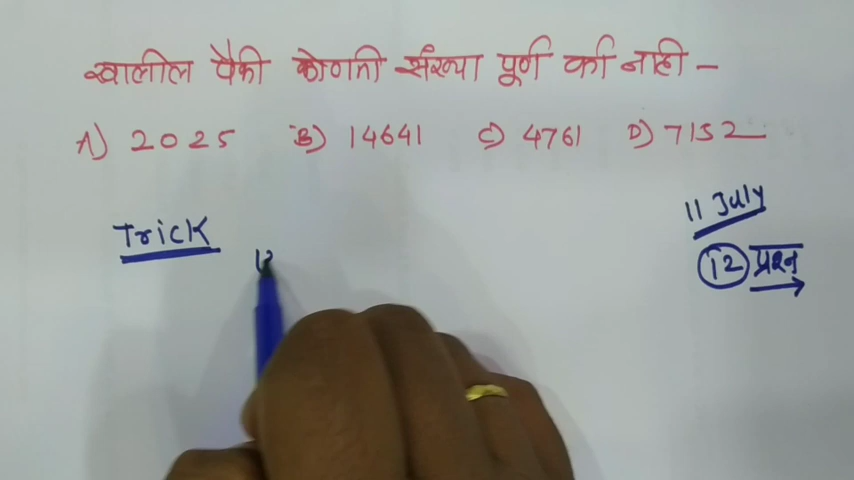 खालील पैकी कोणती संख्या पूर्ण वर्ग नाही -
A) 2025 B) 14641 C) 4761 D) 7152
11 July
Trick
12 प्रश्न